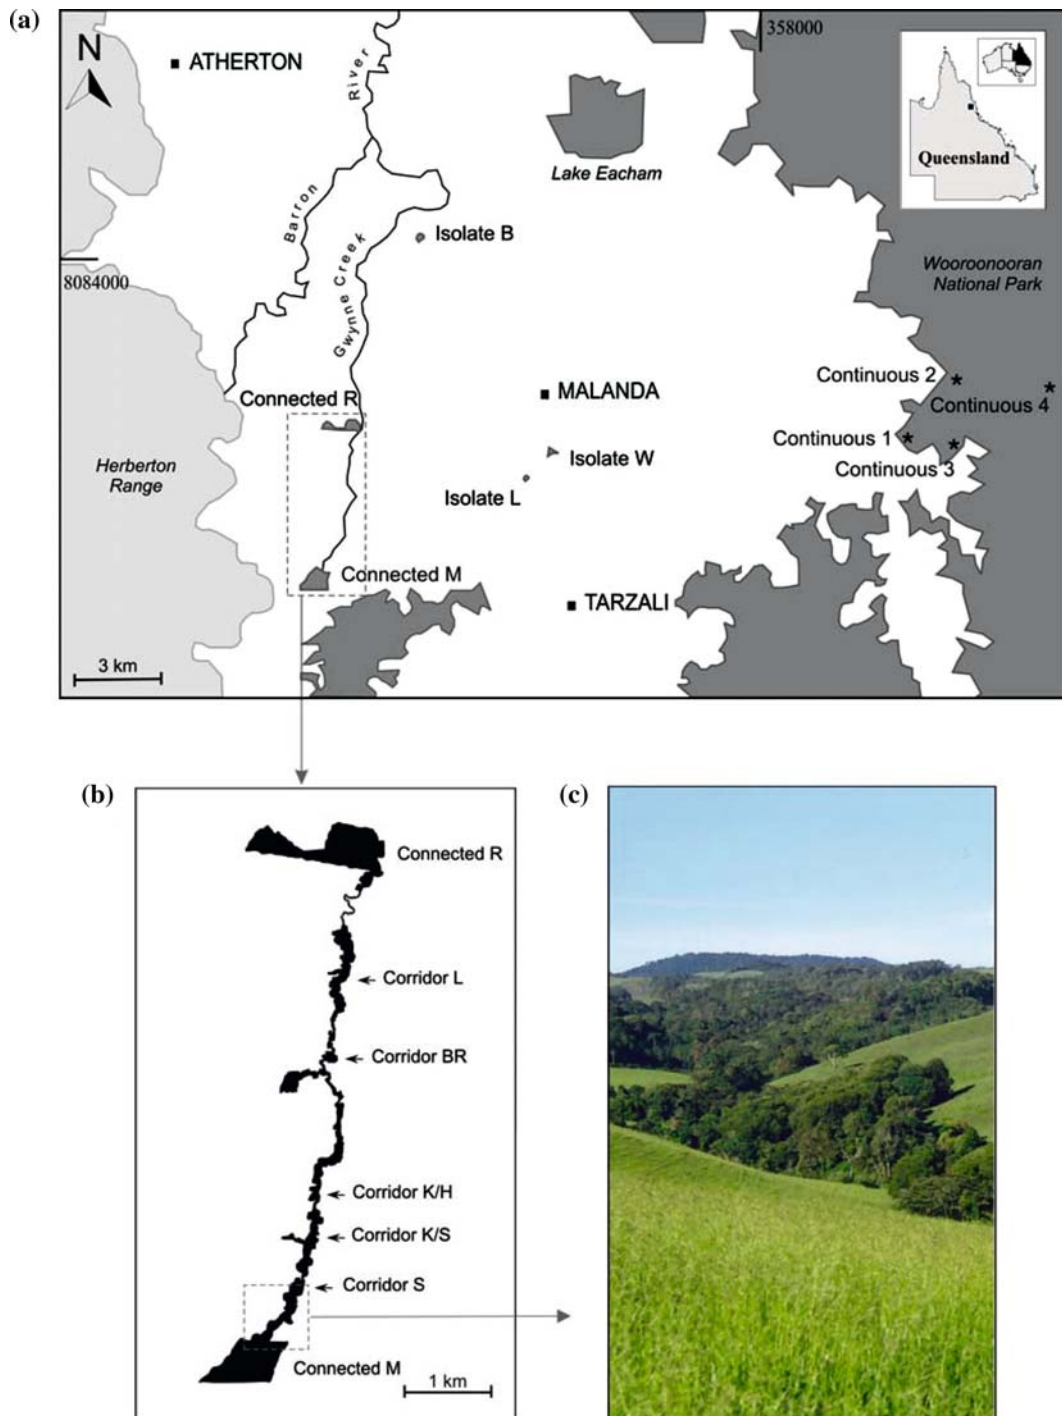 (a)
N
ATHERTON
River
358000
Queensland
Lake Eacham
Barron
Isolate B
Gwynne Creek
8084000
Wooroonooran
National Park
Continuous 2
Connected R
MALANDA
Continuous 4
Continuous 1
Herberton
Range
Isolate W
Continuous 3
Isolate L
Connected M
TARZALI
3 km
(b)
Connected R
Corridor L
Corridor BR
Corridor K/H
Corridor K/S
Corridor S
Connected M
1 km
(c)